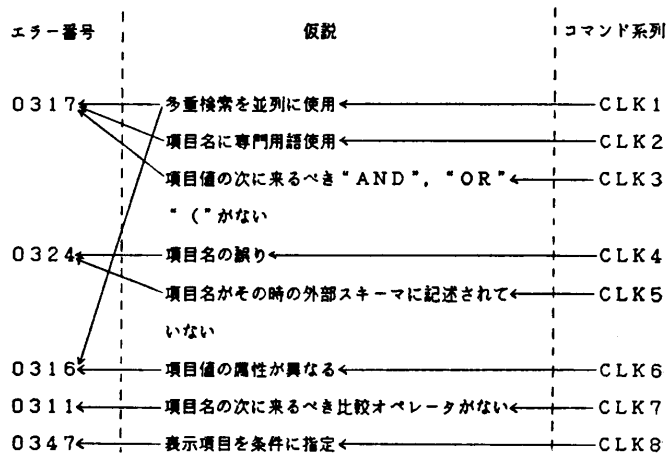 エラー番号 仮説 コマンド系列
0317 多重検索を並列に使用 CLK1
項目名に専門用語使用 CLK2
項目値の次に来るべき“AND”，“OR” CLK3
“（”がない
0324 項目名の誤り CLK4
項目名がその時の外部スキーマに記述されて CLK5
いない
0316 項目値の属性が異なる CLK6
0311 項目名の次に来るべき比較オペレータがない CLK7
0347 表示項目を条件に指定 CLK8